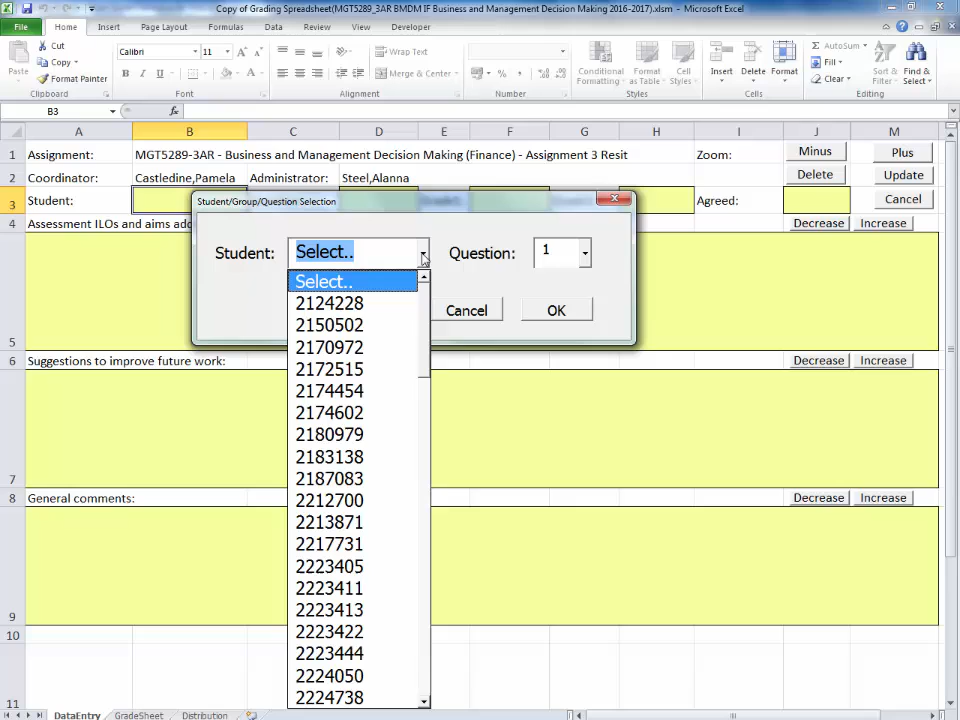 Copy of Grading Spreadsheet(MGT5289_3AR BMDM IF Business and Management Decision Making 2016-2017).xlsm - Microsoft Excel
File Home Insert Page Layout Formulas Data Review View Developer
Paste Cut Calibri 11 Wrap Text Conditional Formatting Format as Table Cell Styles Insert Delete Format AutoSum Sort & Filter Find & Select
Copy Fill
Format Painter B I U Merge & Center Clear
Clipboard Font Alignment Number Styles Cells Editing
B3 fx
A B C D E F G H I J L M
1 Assignment: MGT5289-3AR - Business and Management Decision Making (Finance) - Assignment 3 Resit Zoom: Minus Plus
2 Coordinator: Castledine,Pamela Administrator: Steel,Alanna Delete Update
3 Student: Agreed: Cancel
Student/Group/Question Selection
4 Assessment ILOs and aims add Decrease Increase
Student: Select.. Question: 1
Cancel OK
Select..
2124228
2150502
2170972
2172515
2174454
2174602
2180979
2183138
2187083
2212700
2213871
2217731
2223405
2223411
2223413
2223422
2223444
2224050
2224738
5
6 Suggestions to improve future work: Decrease Increase
7
8 General comments: Decrease Increase
9
10
11
DataEntry GradeSheet Distribution